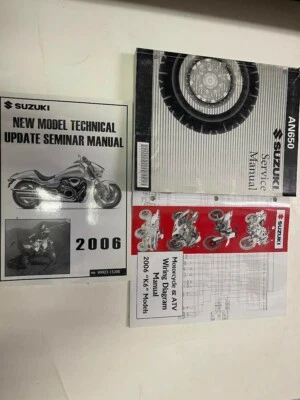 SUZUKI
NEW MODEL TECHNICAL
UPDATE SEMINAR MANUAL
2006
AN650
SUZUKI
Service
Manual
SUZUKI
Motorcycle & ATV
Wiring Diagram
Manual
2006 "K6" Models